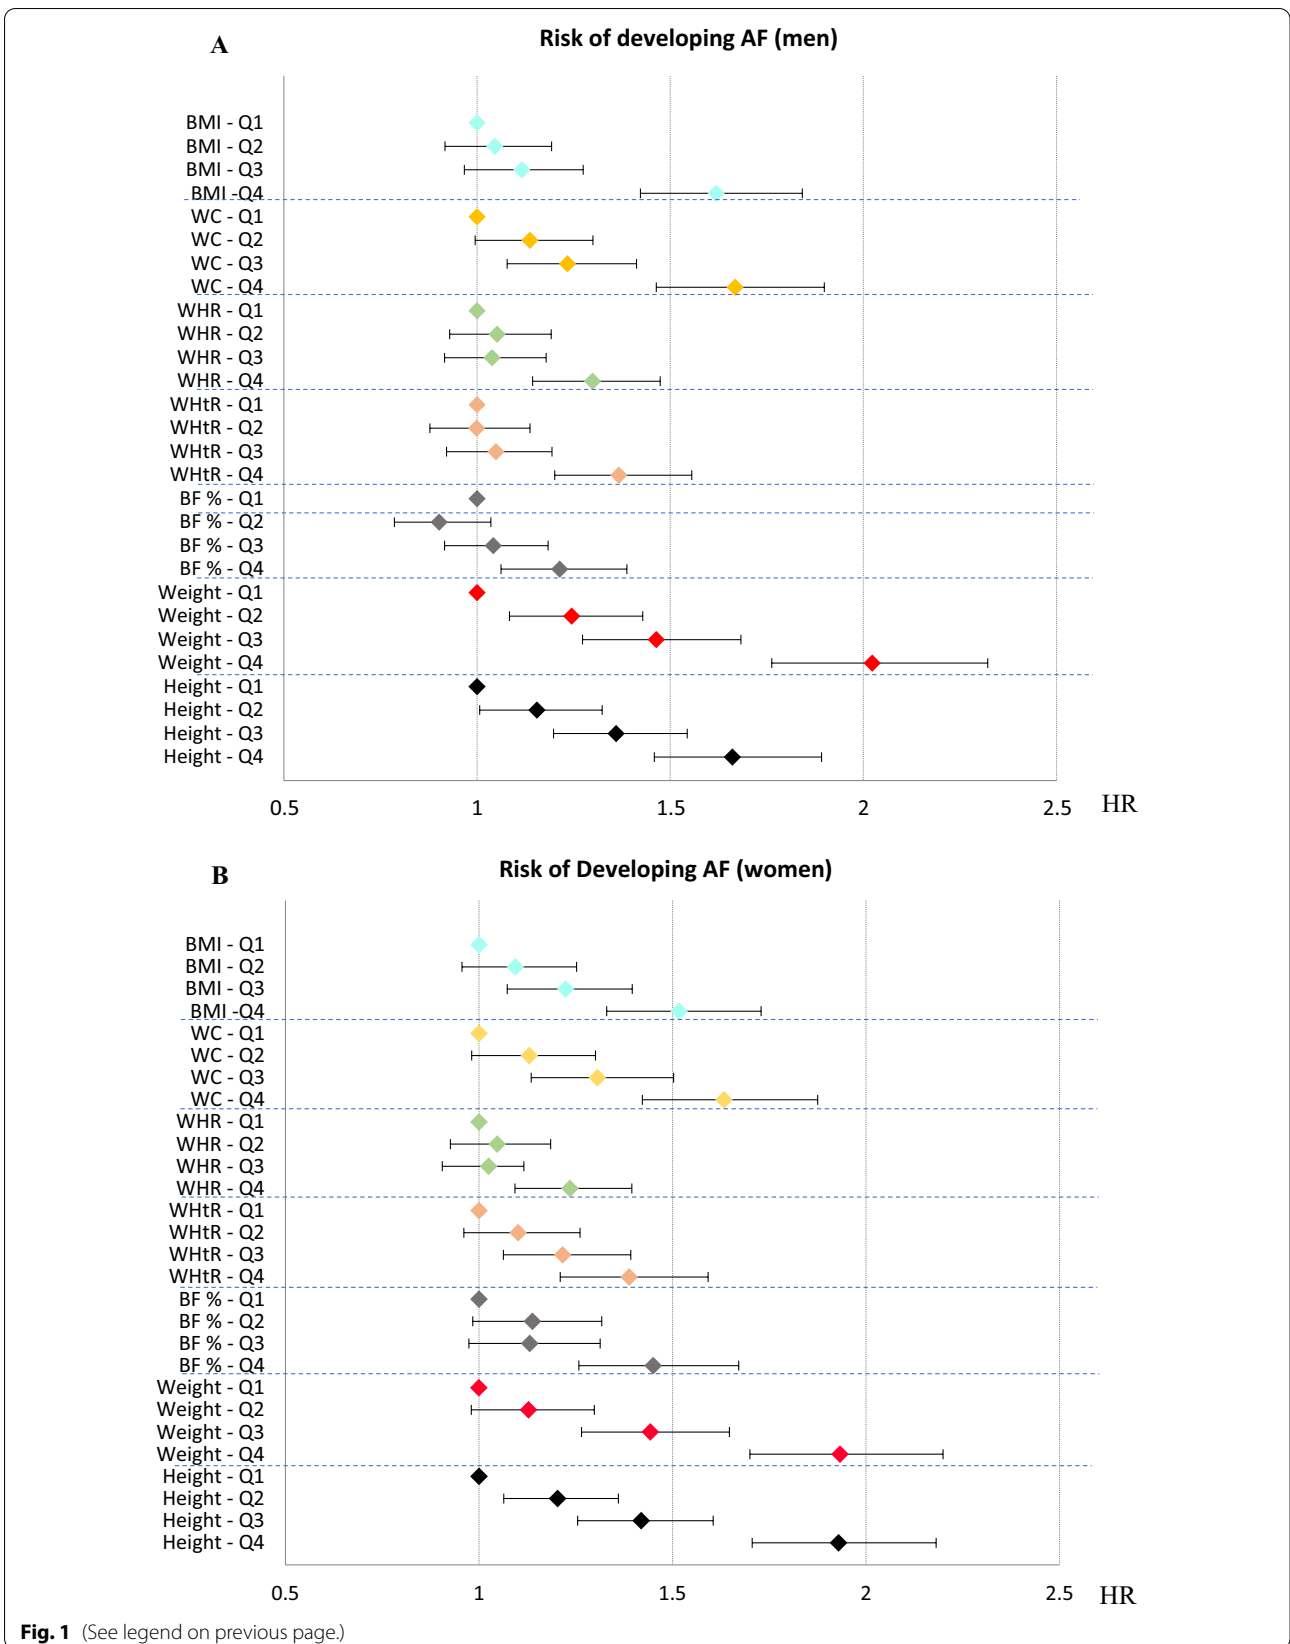 A
Risk of developing AF (men)
BMI - Q1
BMI - Q2
BMI - Q3
BMI -Q4
WC - Q1
WC - Q2
WC - Q3
WC - Q4
WHR - Q1
WHR - Q2
WHR - Q3
WHR - Q4
WHtR - Q1
WHtR - Q2
WHtR - Q3
WHtR - Q4
BF % - Q1
BF % - Q2
BF % - Q3
BF % - Q4
Weight - Q1
Weight - Q2
Weight - Q3
Weight - Q4
Height - Q1
Height - Q2
Height - Q3
Height - Q4
0.5 1 1.5 2 2.5 HR
B
Risk of Developing AF (women)
BMI - Q1
BMI - Q2
BMI - Q3
BMI -Q4
WC - Q1
WC - Q2
WC - Q3
WC - Q4
WHR - Q1
WHR - Q2
WHR - Q3
WHR - Q4
WHtR - Q1
WHtR - Q2
WHtR - Q3
WHtR - Q4
BF % - Q1
BF % - Q2
BF % - Q3
BF % - Q4
Weight - Q1
Weight - Q2
Weight - Q3
Weight - Q4
Height - Q1
Height - Q2
Height - Q3
Height - Q4
0.5 1 1.5 2 2.5 HR
Fig. 1 (See legend on previous page.)